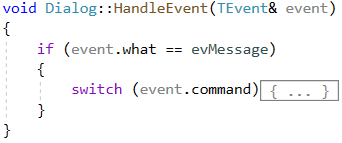 void Dialog::HandleEvent(TEvent& event)
{
if (event.what == evMessage)
{
switch (event.command){ ... }
}
}